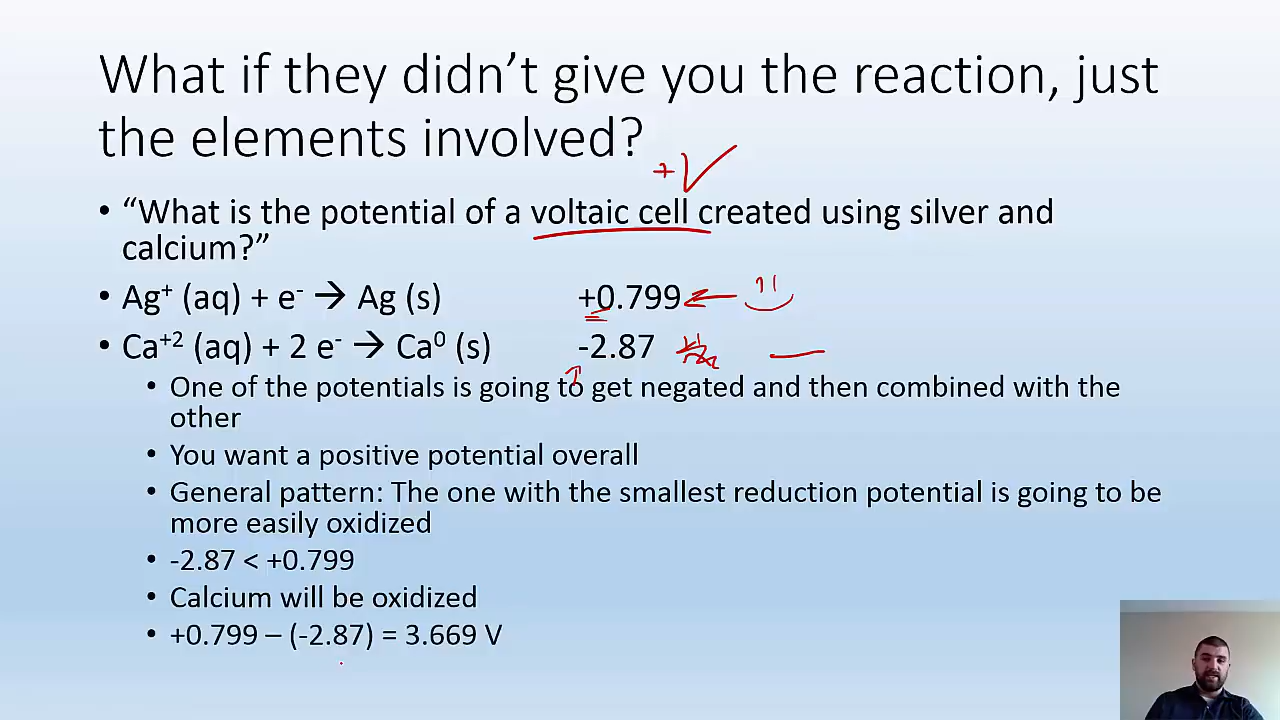 What if they didn’t give you the reaction, just
the elements involved?
+V
• “What is the potential of a voltaic cell created using silver and
calcium?”
• Ag⁺ (aq) + e⁻ → Ag (s) +0.799
• Ca⁺² (aq) + 2 e⁻ → Ca⁰ (s) -2.87
• One of the potentials is going to get negated and then combined with the
other
• You want a positive potential overall
• General pattern: The one with the smallest reduction potential is going to be
more easily oxidized
• -2.87 < +0.799
• Calcium will be oxidized
• +0.799 – (-2.87) = 3.669 V